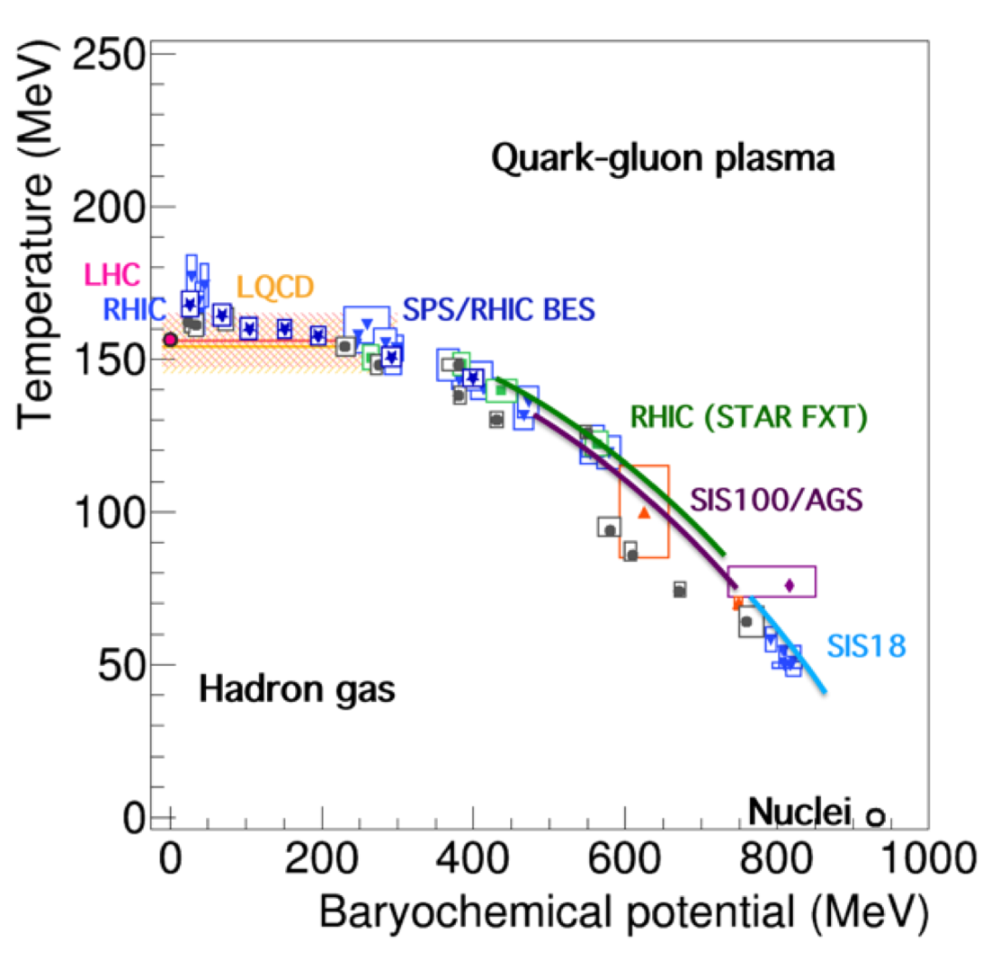 Temperature (MeV)
250
200
150
100
50
0
Quark-gluon plasma
LHC
LQCD
RHIC
SPS/RHIC BES
RHIC (STAR FXT)
SIS100/AGS
SIS18
Hadron gas
Nuclei
0 200 400 600 800 1000
Baryochemical potential (MeV)